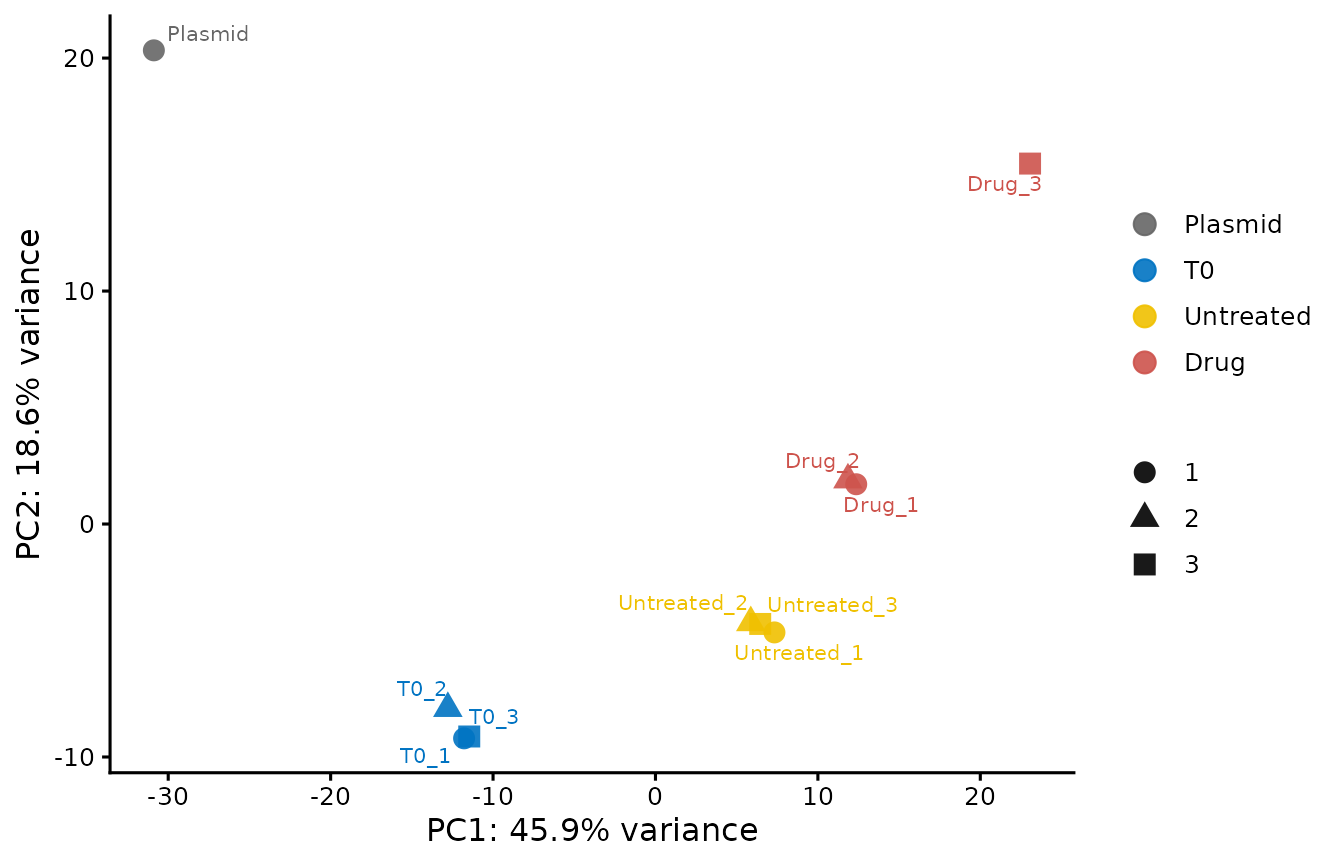 Plasmid
20
Drug_3
Plasmid
T0
10
Untreated
Drug
PC2: 18.6% variance
Drug_2
1
Drug_1
0
2
3
Untreated_2
Untreated_3
Untreated_1
T0_2
T0_3
T0_1
-10
-30
-20
-10
0
10
20
PC1: 45.9% variance